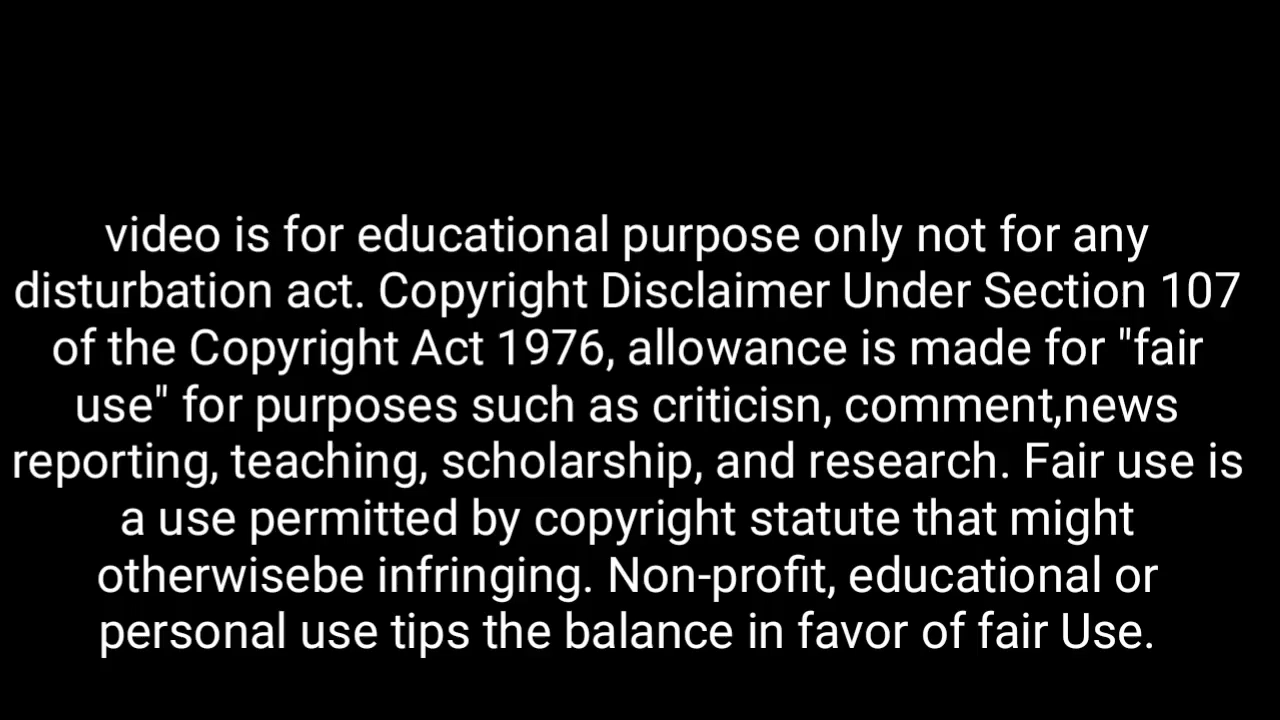 video is for educational purpose only not for any
disturbation act. Copyright Disclaimer Under Section 107
of the Copyright Act 1976, allowance is made for "fair
use" for purposes such as criticisn, comment,news
reporting, teaching, scholarship, and research. Fair use is
a use permitted by copyright statute that might
otherwisebe infringing. Non-profit, educational or
personal use tips the balance in favor of fair Use.